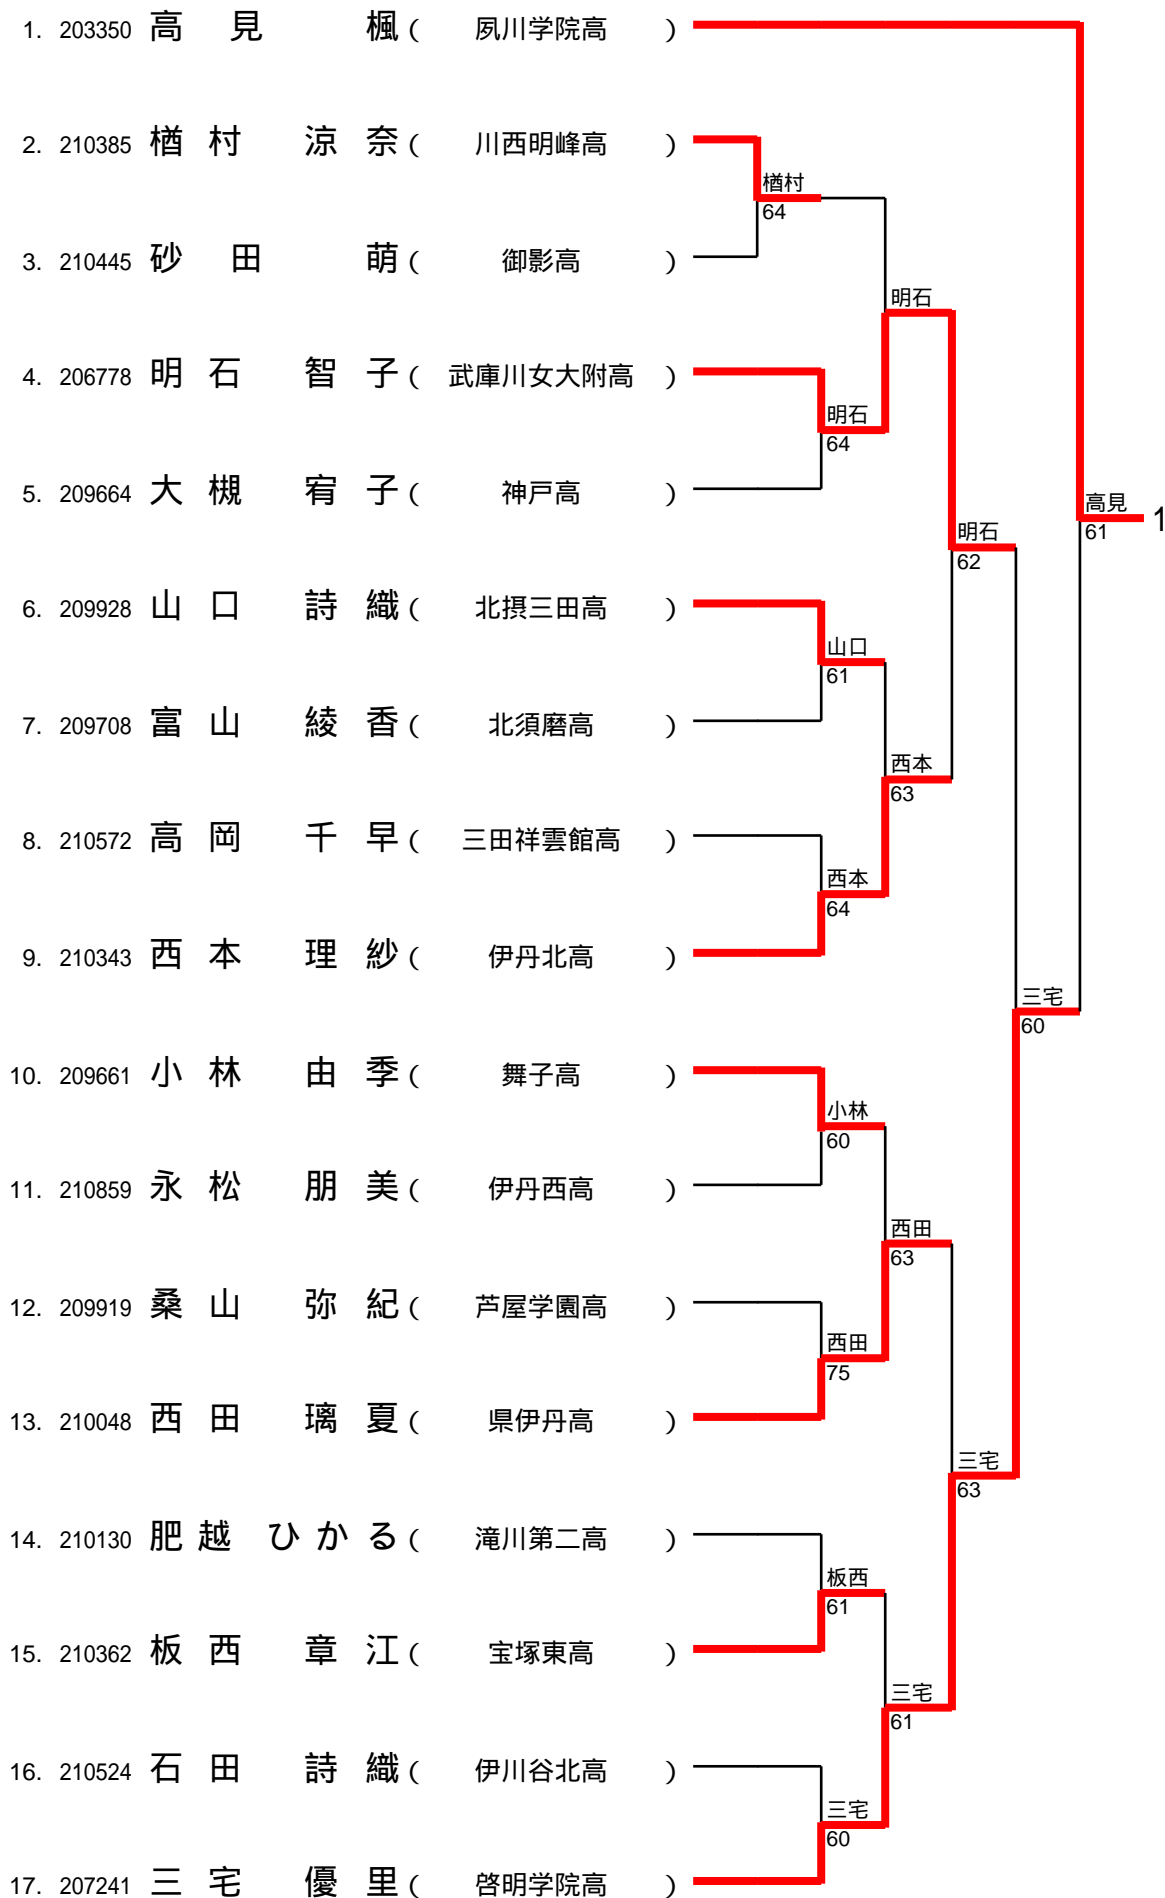 1. 203350 高見 楓 ( 夙川学院高 )
2. 210385 楢村 涼奈 ( 川西明峰高 )
楢村
64
3. 210445 砂田 萌 ( 御影高 )
明石
4. 206778 明石 智子 ( 武庫川女大附高 )
明石
64
5. 209664 大槻 宥子 ( 神戸高 )
高見
61
1
明石
62
6. 209928 山口 詩織 ( 北摂三田高 )
山口
61
7. 209708 富山 綾香 ( 北須磨高 )
西本
63
8. 210572 高岡 千早 ( 三田祥雲館高 )
西本
64
9. 210343 西本 理紗 ( 伊丹北高 )
三宅
60
10. 209661 小林 由季 ( 舞子高 )
小林
60
11. 210859 永松 朋美 ( 伊丹西高 )
西田
63
12. 209919 桑山 弥紀 ( 芦屋学園高 )
西田
75
13. 210048 西田 璃夏 ( 県伊丹高 )
三宅
63
14. 210130 肥越 ひかる ( 滝川第二高 )
板西
61
15. 210362 板西 章江 ( 宝塚東高 )
三宅
61
16. 210524 石田 詩織 ( 伊川谷北高 )
三宅
60
17. 207241 三宅 優里 ( 啓明学院高 )